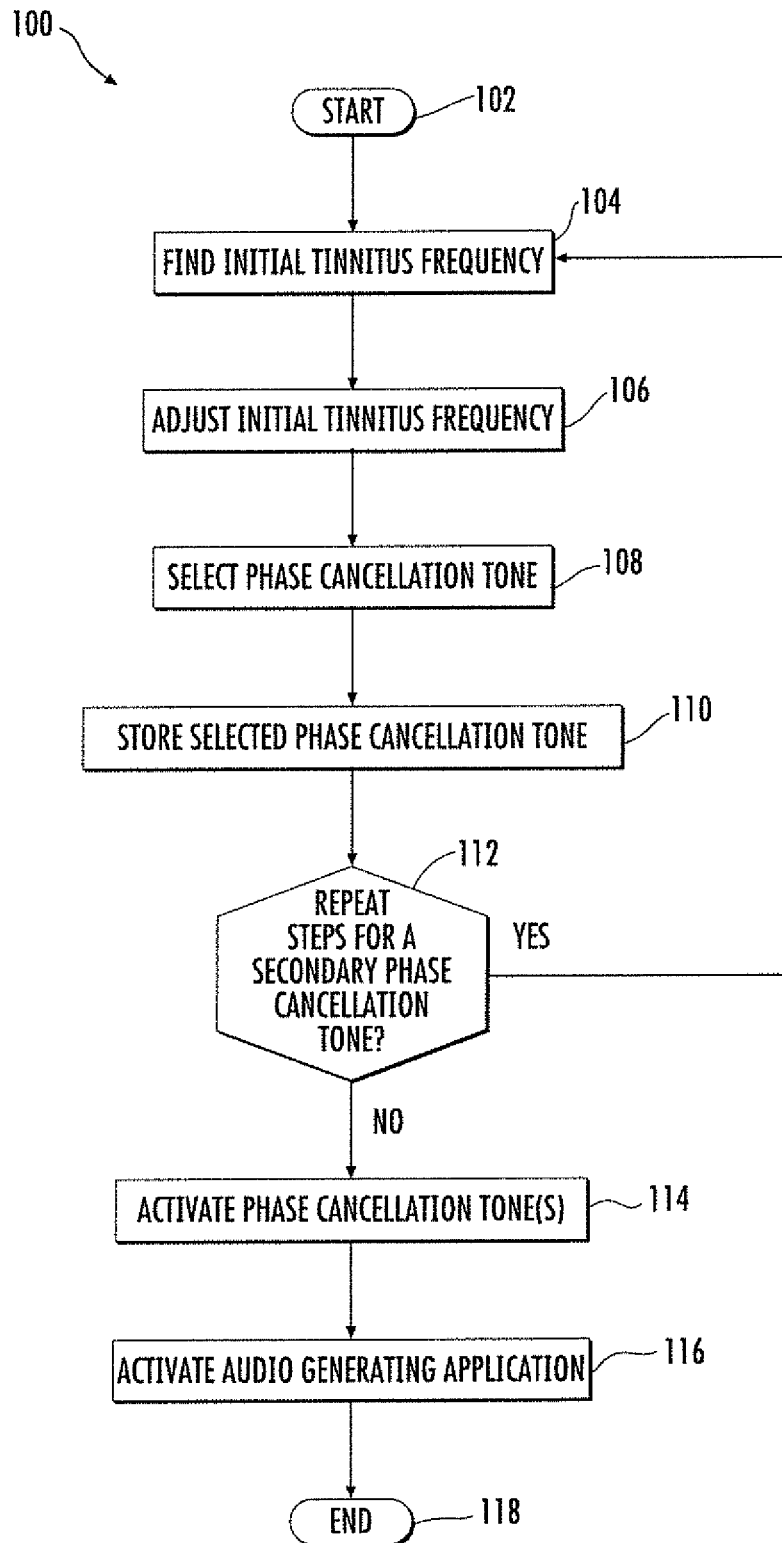 100
START
102
104
FIND INITIAL TINNITUS FREQUENCY
106
ADJUST INITIAL TINNITUS FREQUENCY
SELECT PHASE CANCELLATION TONE
108
STORE SELECTED PHASE CANCELLATION TONE
110
112
REPEAT
STEPS FOR A
SECONDARY PHASE
CANCELLATION
TONE?
YES
NO
ACTIVATE PHASE CANCELLATION TONE(S)
114
ACTIVATE AUDIO GENERATING APPLICATION
116
END
118